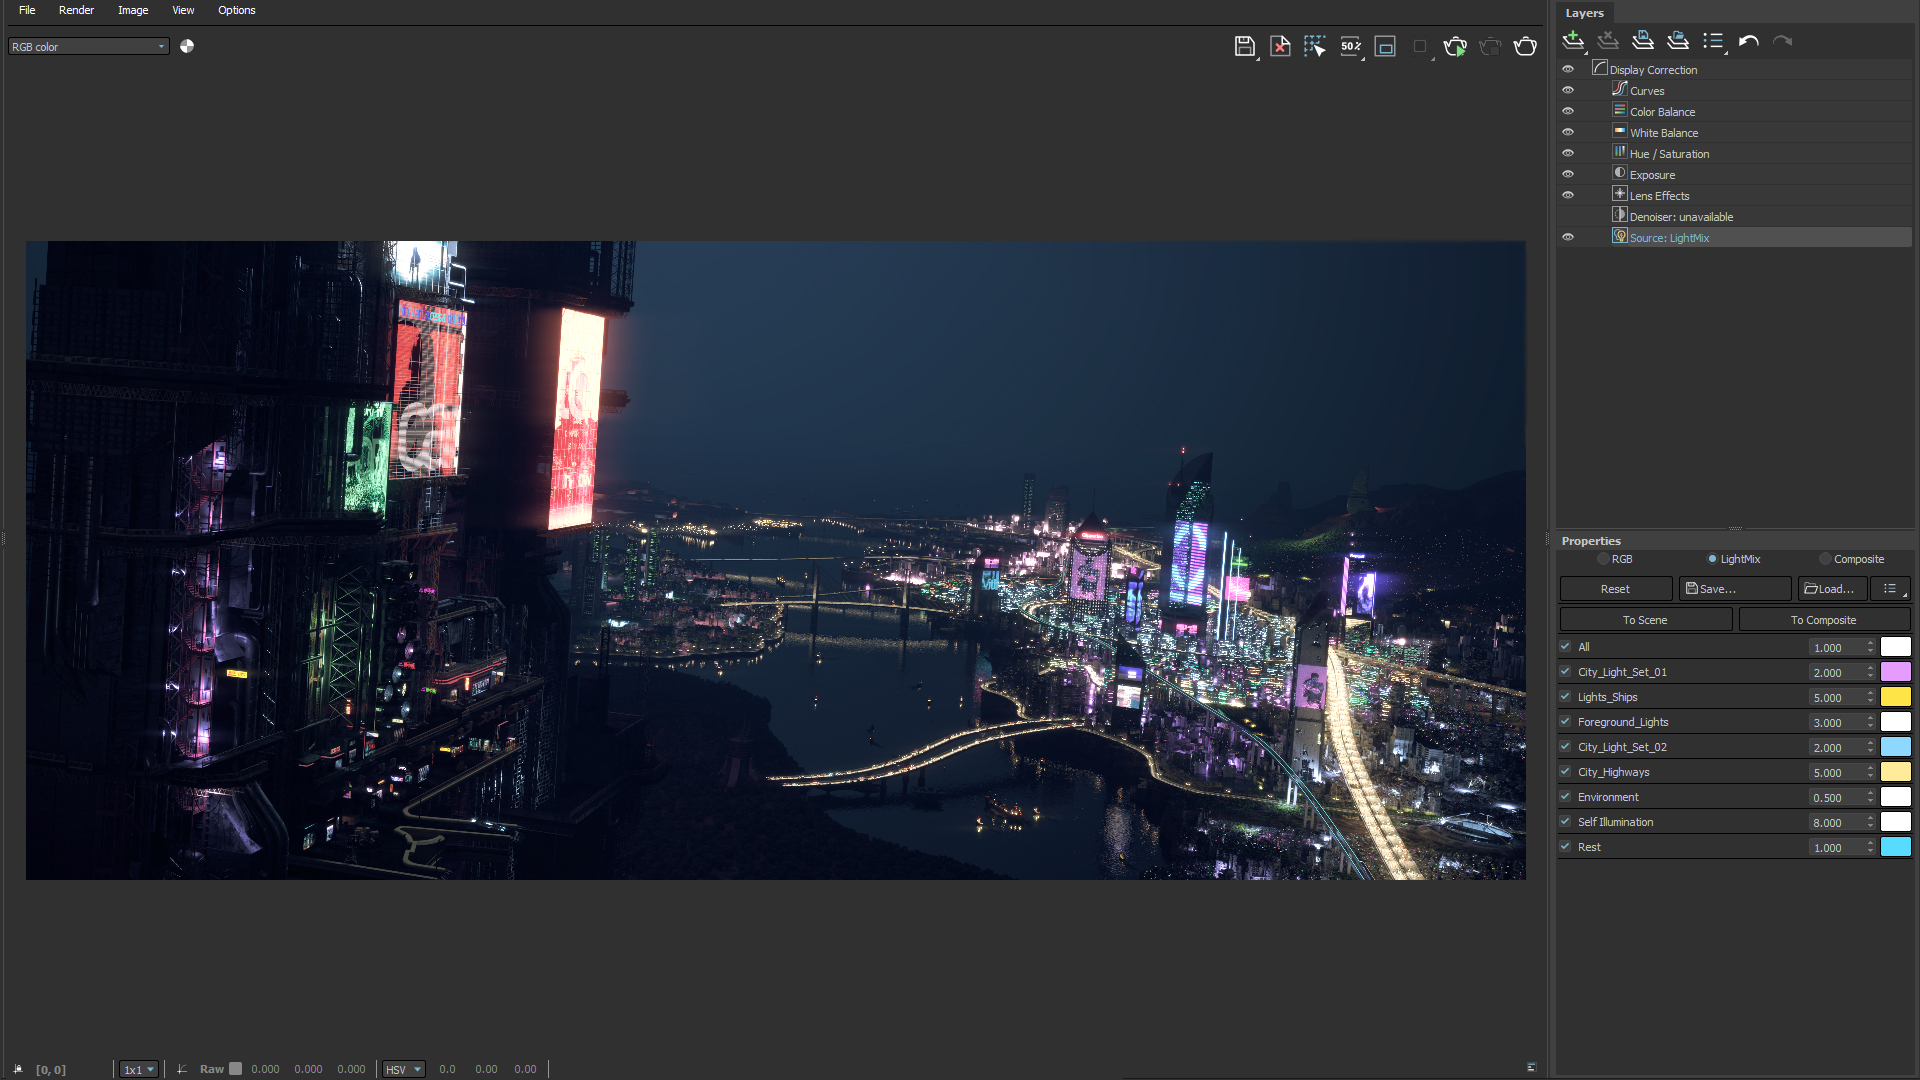 File Render Image View Options
RGB color
50%
Layers
Display Correction
Curves
Color Balance
White Balance
Hue / Saturation
Exposure
Lens Effects
Denoiser: unavailable
Source: LightMix
Properties
RGB LightMix Composite
Reset Save... Load...
To Scene To Composite
All 1.000
City_Light_Set_01 2.000
Lights_Ships 5.000
Foreground_Lights 3.000
City_Light_Set_02 2.000
City_Highways 5.000
Environment 0.500
Self Illumination 8.000
Rest 1.000
[0, 0] 1x1 Raw 0.000 0.000 0.000 HSV 0.0 0.00 0.00